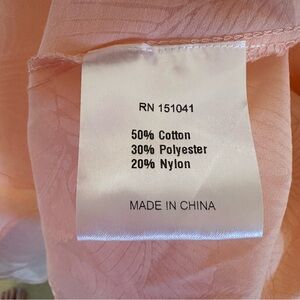 RN 151041
50% Cotton
30% Polyester
20% Nylon
MADE IN CHINA